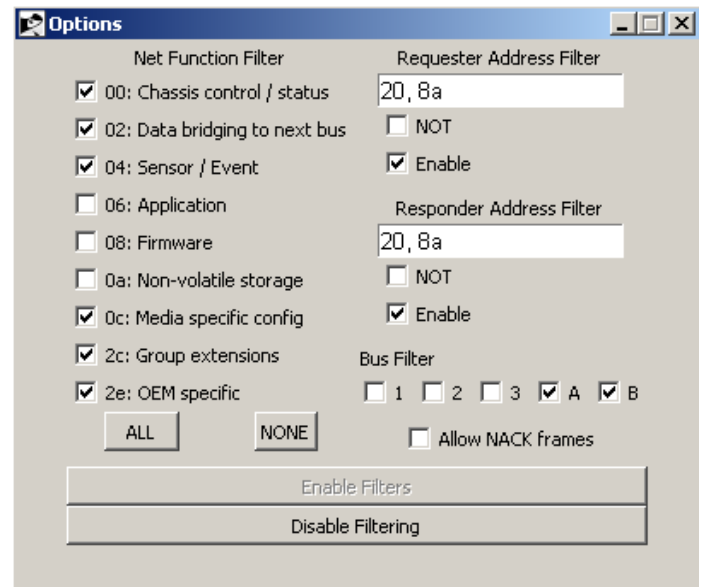 Options
Net Function Filter
00: Chassis control / status
02: Data bridging to next bus
04: Sensor / Event
06: Application
08: Firmware
0a: Non-volatile storage
0c: Media specific config
2c: Group extensions
2e: OEM specific
ALL NONE
Requester Address Filter
20, 8a
NOT
Enable
Responder Address Filter
20, 8a
NOT
Enable
Bus Filter
1 2 3 A B
Allow NACK frames
Enable Filters
Disable Filtering